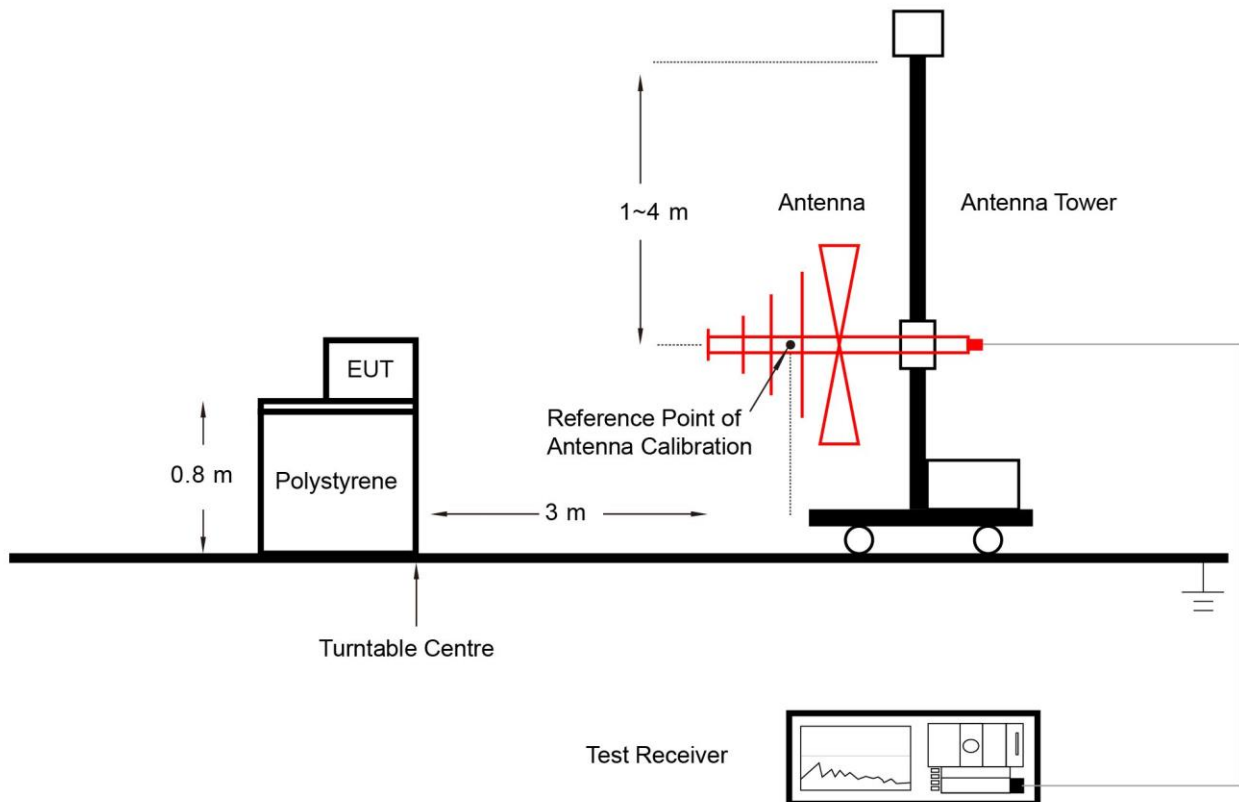 Antenna
Antenna Tower
1~4 m
EUT
Reference Point of
Antenna Calibration
0.8 m
Polystyrene
3 m
Turntable Centre
Test Receiver